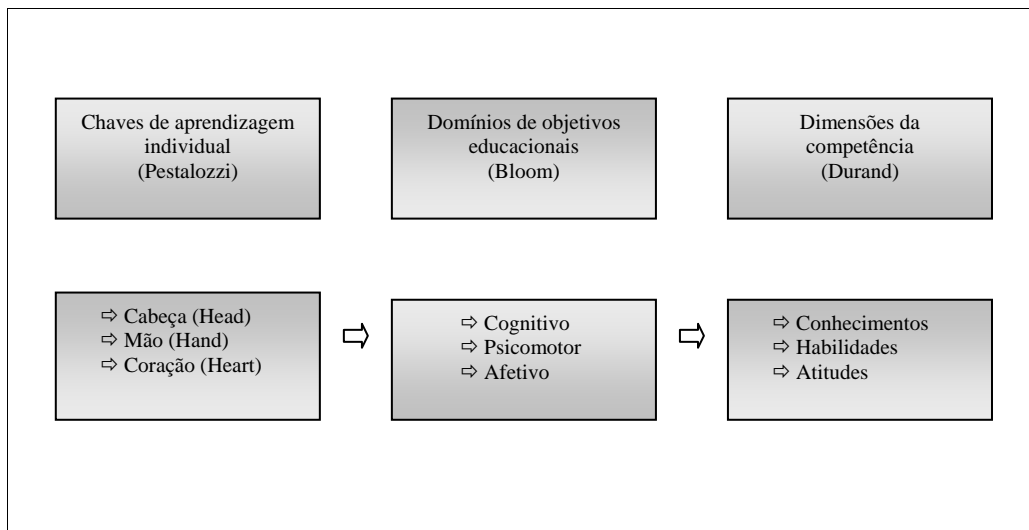 Chaves de aprendizagem
individual
(Pestalozzi)
Domínios de objetivos
educacionais
(Bloom)
Dimensões da
competência
(Durand)
⇨ Cabeça (Head)
⇨ Mão (Hand)
⇨ Coração (Heart)
⇨ Cognitivo
⇨ Psicomotor
⇨ Afetivo
⇨ Conhecimentos
⇨ Habilidades
⇨ Atitudes